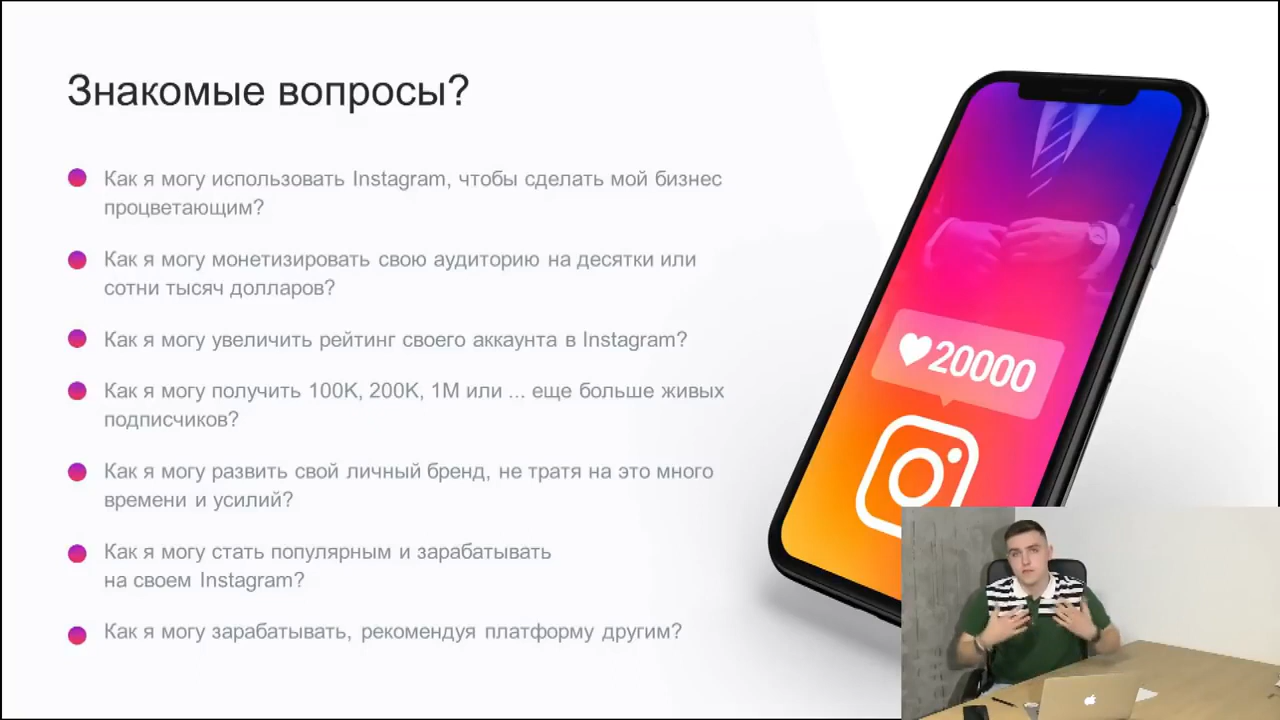 Знакомые вопросы?
Как я могу использовать Instagram, чтобы сделать мой бизнес
процветающим?
Как я могу монетизировать свою аудиторию на десятки или
сотни тысяч долларов?
Как я могу увеличить рейтинг своего аккаунта в Instagram?
Как я могу получить 100K, 200K, 1M или ... еще больше живых
подписчиков?
Как я могу развить свой личный бренд, не тратя на это много
времени и усилий?
Как я могу стать популярным и зарабатывать
на своем Instagram?
Как я могу зарабатывать, рекомендуя платформу другим?
20000